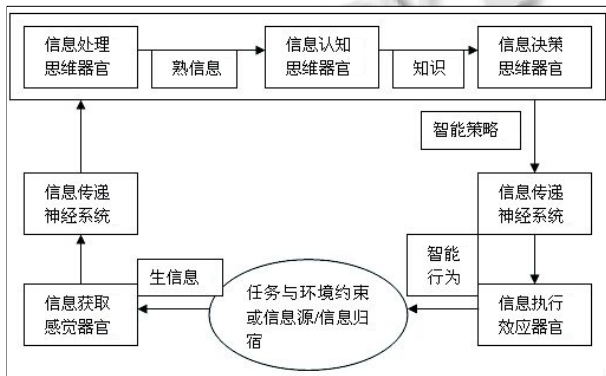 信息处理
思维器官
熟信息
信息认知
思维器官
知识
信息决策
思维器官
智能策略
信息传递
神经系统
信息传递
神经系统
智能
行为
生信息
信息获取
感觉器官
任务与环境约束
或信息源/信息归
宿
信息执行
效应器官